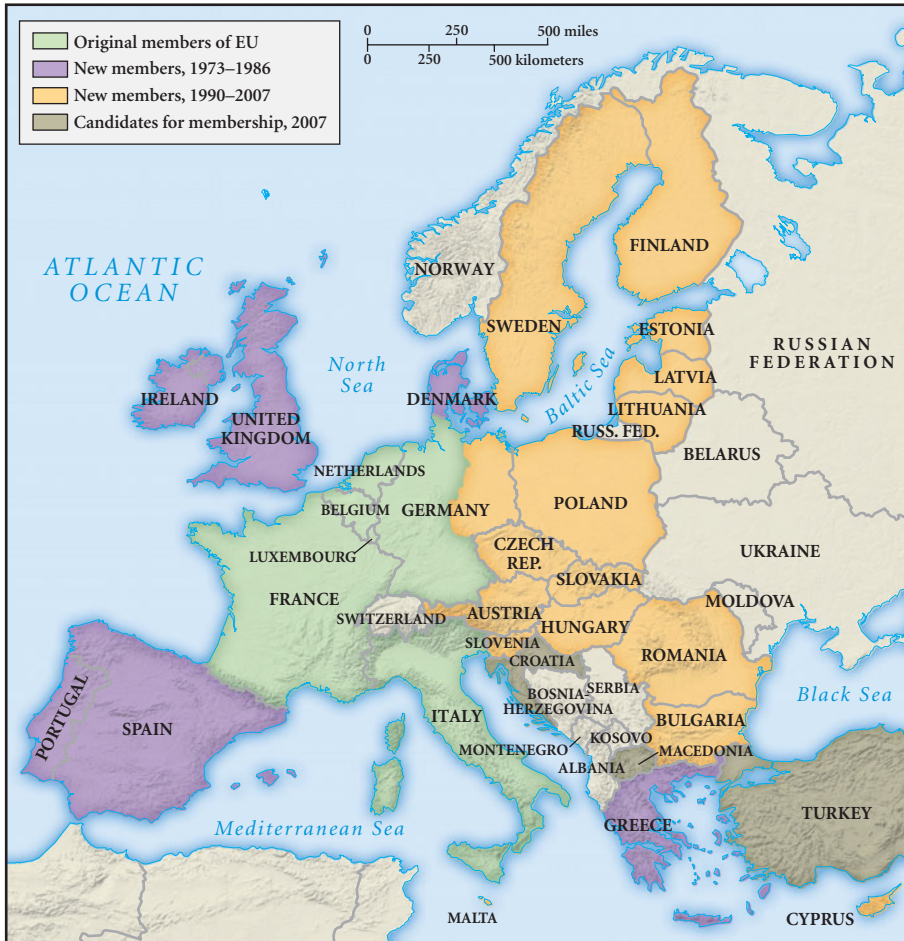 Original members of EU
New members, 1973–1986
New members, 1990–2007
Candidates for membership, 2007
0 250 500 miles
0 250 500 kilometers
ATLANTIC
OCEAN
NORWAY
FINLAND
SWEDEN
ESTONIA
RUSSIAN
FEDERATION
North
Sea
Baltic Sea
LATVIA
IRELAND
DENMARK
LITHUANIA
UNITED
KINGDOM
RUSS. FED.
BELARUS
NETHERLANDS
BELGIUM
GERMANY
POLAND
LUXEMBOURG
CZECH
REP.
UKRAINE
SLOVAKIA
FRANCE
SWITZERLAND
AUSTRIA
MOLDOVA
HUNGARY
SLOVENIA
CROATIA
ROMANIA
BOSNIA-
HERZEGOVINA
SERBIA
Black Sea
PORTUGAL
SPAIN
ITALY
BULGARIA
MONTENEGRO
KOSOVO
MACEDONIA
ALBANIA
Mediterranean Sea
GREECE
TURKEY
MALTA
CYPRUS